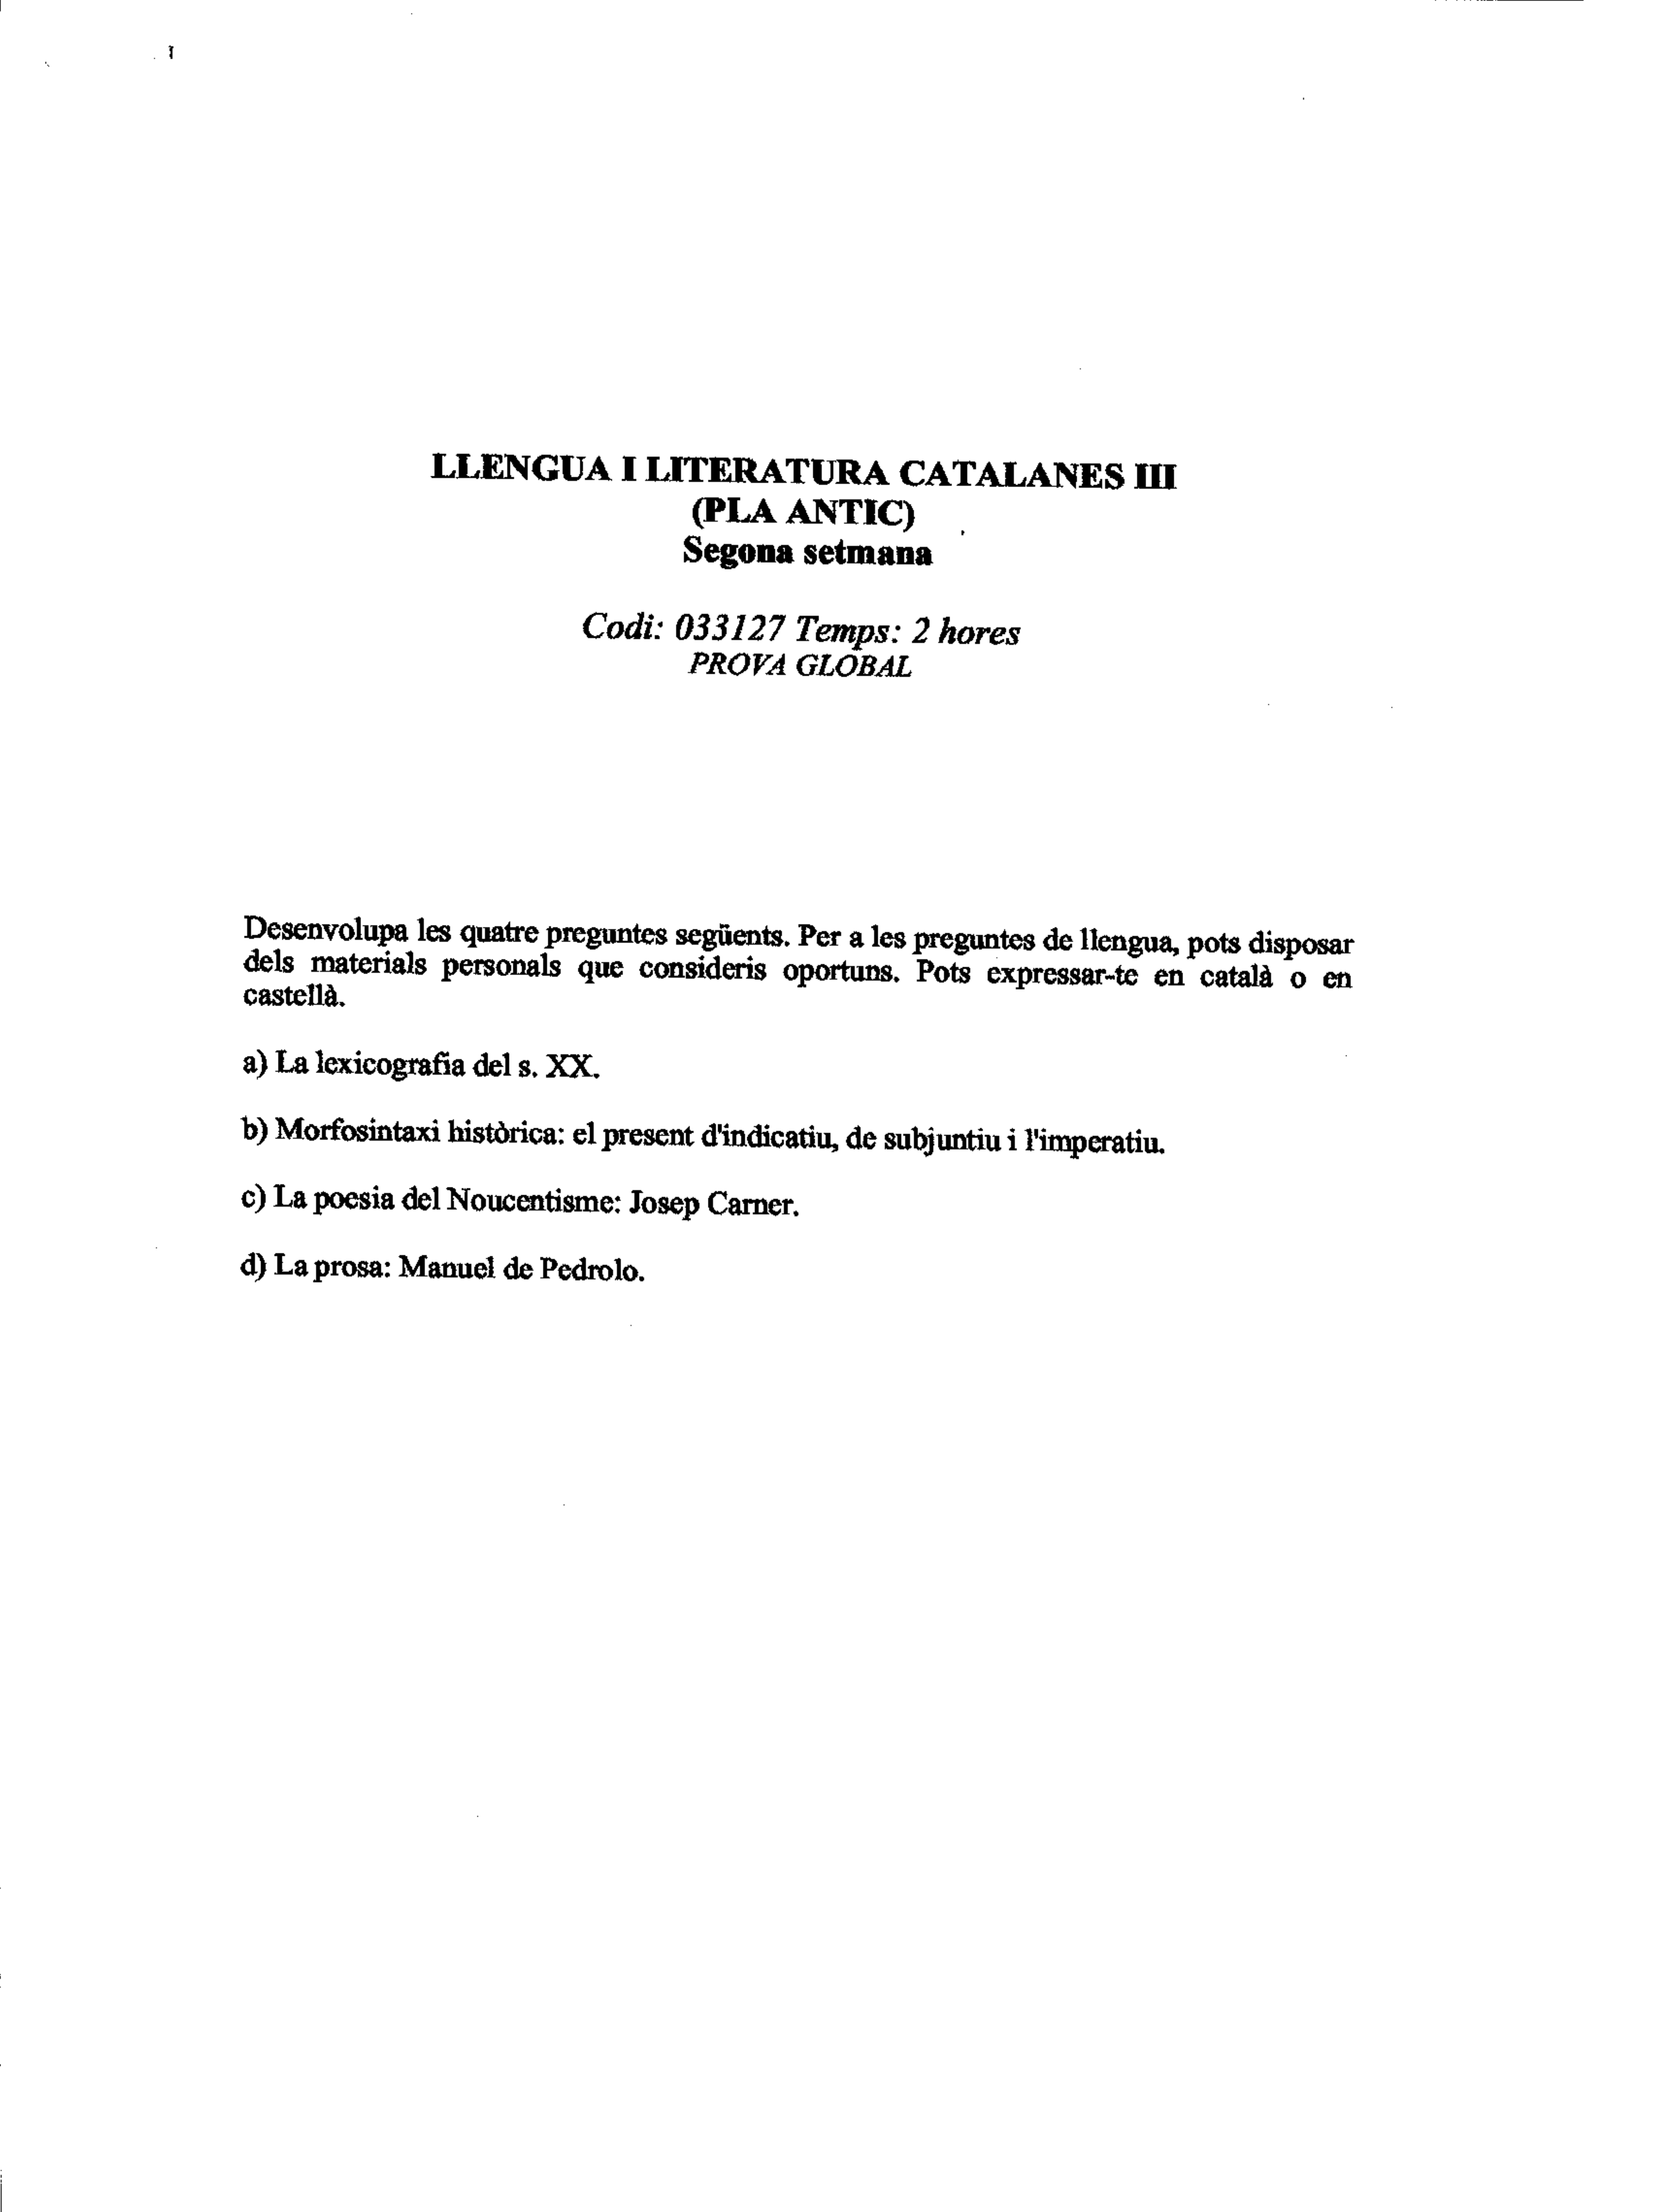 LLENGUA I LITERATURA CATALANES III
(PLA ANTIC)
Segona setmana
Codi: 033127 Temps: 2 hores
PROVA GLOBAL
Desenvolupa les quatre preguntes següents. Per a les preguntes de llengua, pots disposar
dels materials personals que consideris oportuns. Pots expressar-te en català o en
castellà.
a) La lexicografia del s. XX.
b) Morfosintaxi històrica: el present d'indicatiu, de subjuntiu i l'imperatiu.
c) La poesia del Noucentisme: Josep Carner.
d) La prosa: Manuel de Pedrolo.